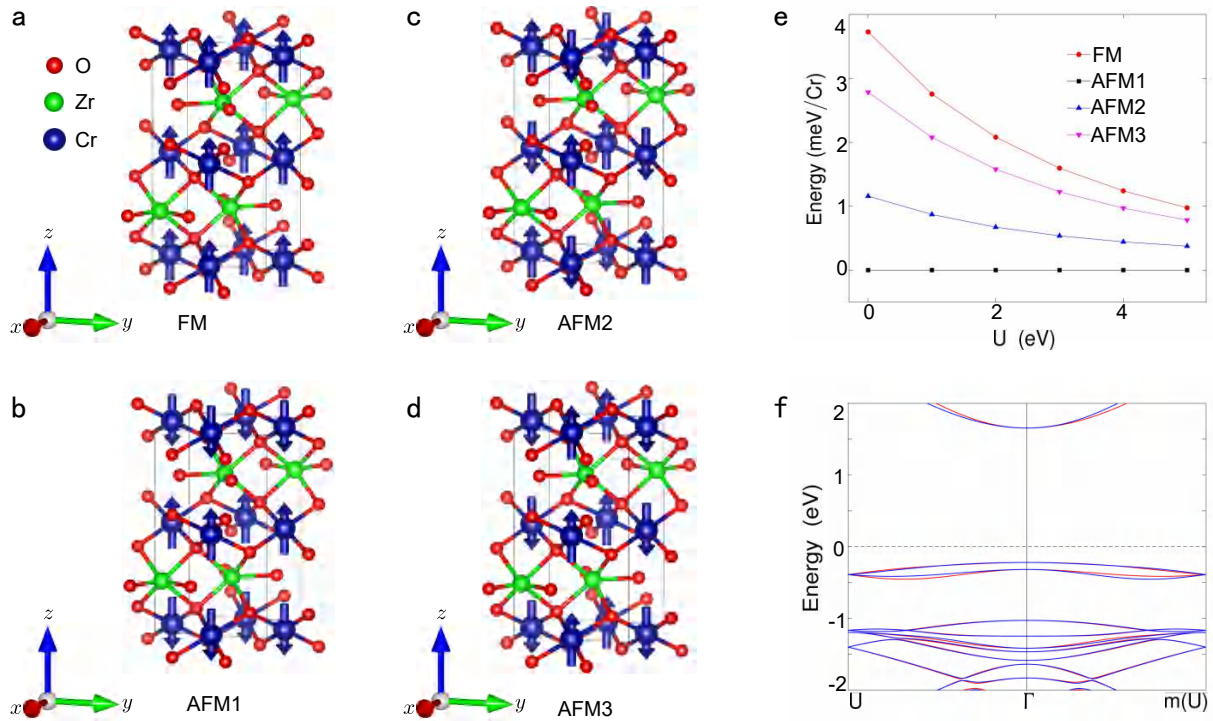 a
O
Zr
Cr
z
x
y
FM
c
z
x
y
AFM2
e
4
3
2
1
0
Energy (meV/Cr)
FM
AFM1
AFM2
AFM3
0
2
4
U (eV)
b
z
x
y
AFM1
d
z
x
y
AFM3
f
2
1
0
-1
-2
Energy (eV)
U
Γ
m(U)